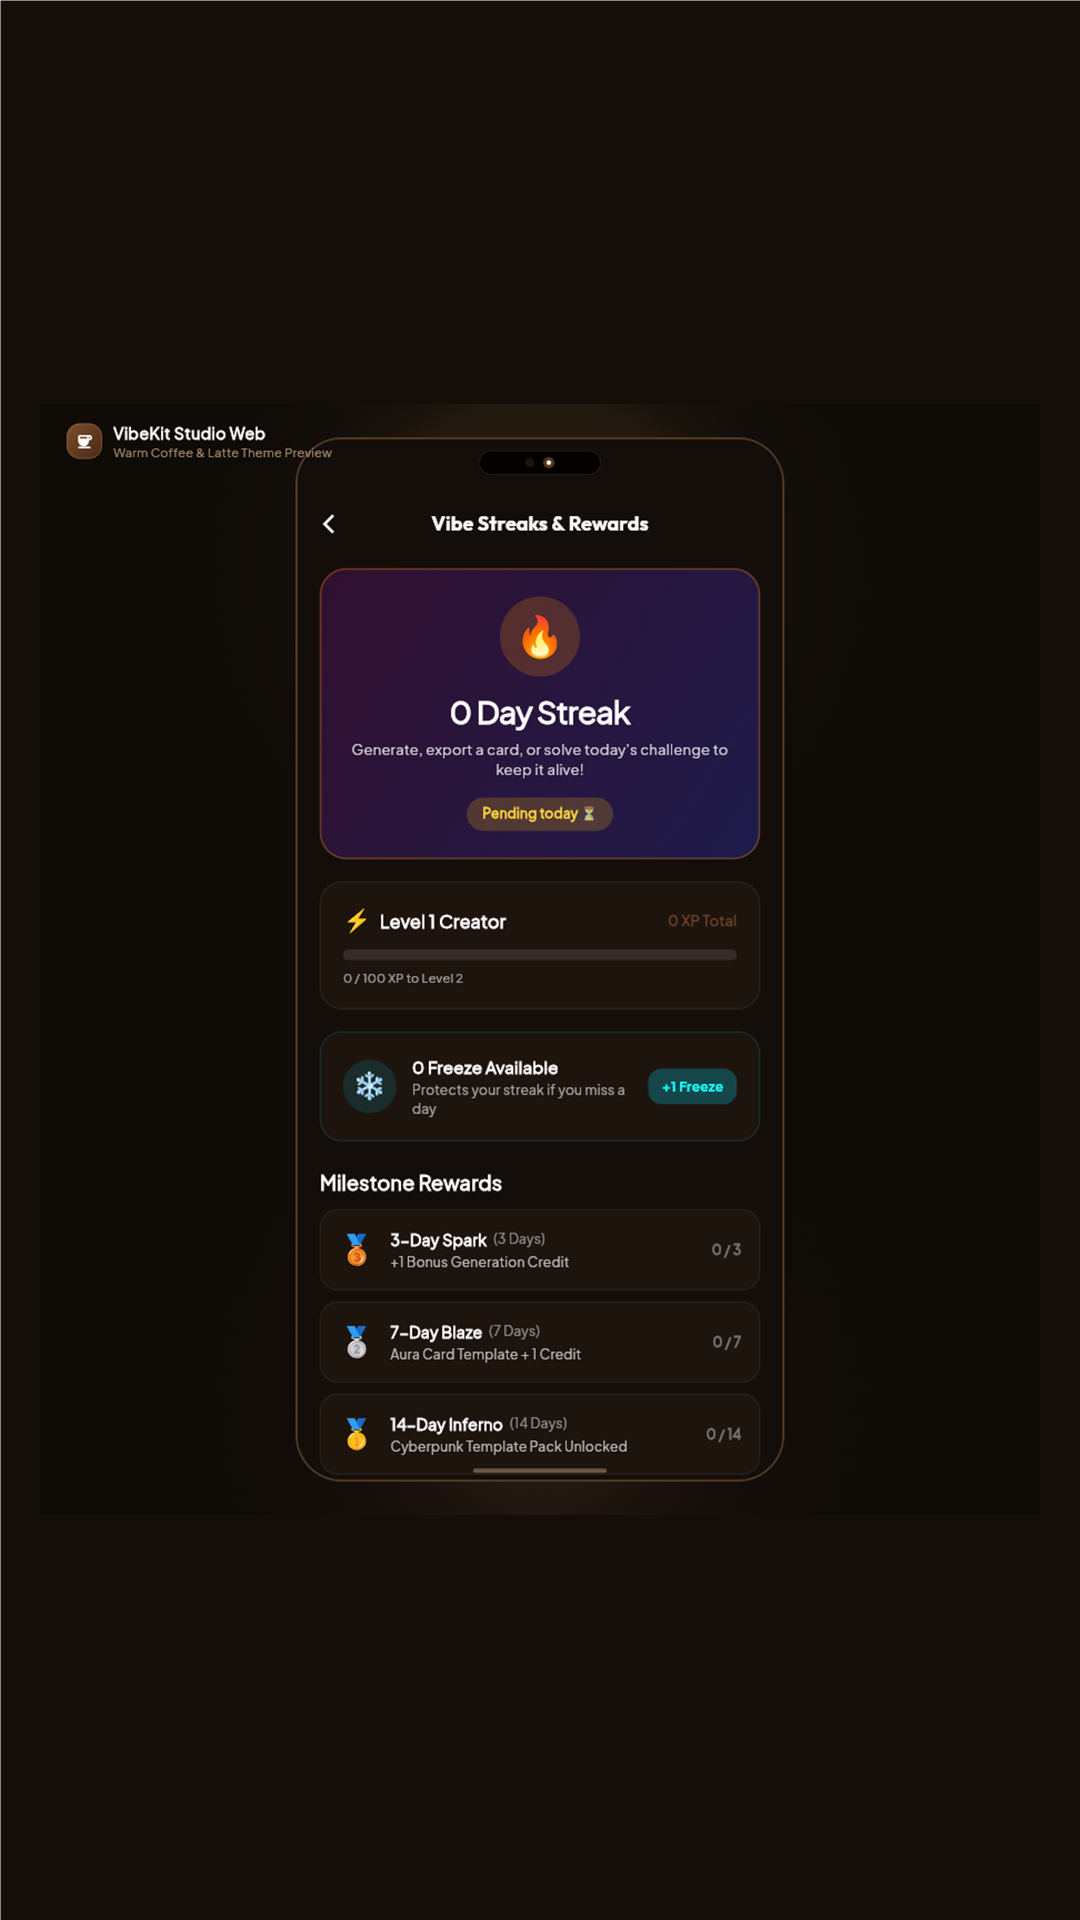 VibeKit Studio Web
Warm Coffee & Latte Theme Preview
Vibe Streaks & Rewards
0 Day Streak
Generate, export a card, or solve today's challenge to
keep it alive!
Pending today ⏳
Level 1 Creator
0 XP Total
0 / 100 XP to Level 2
0 Freeze Available
Protects your streak if you miss a
day
+1 Freeze
Milestone Rewards
3-Day Spark (3 Days)
+1 Bonus Generation Credit
0 / 3
7-Day Blaze (7 Days)
Aura Card Template + 1 Credit
0 / 7
14-Day Inferno (14 Days)
Cyberpunk Template Pack Unlocked
0 / 14